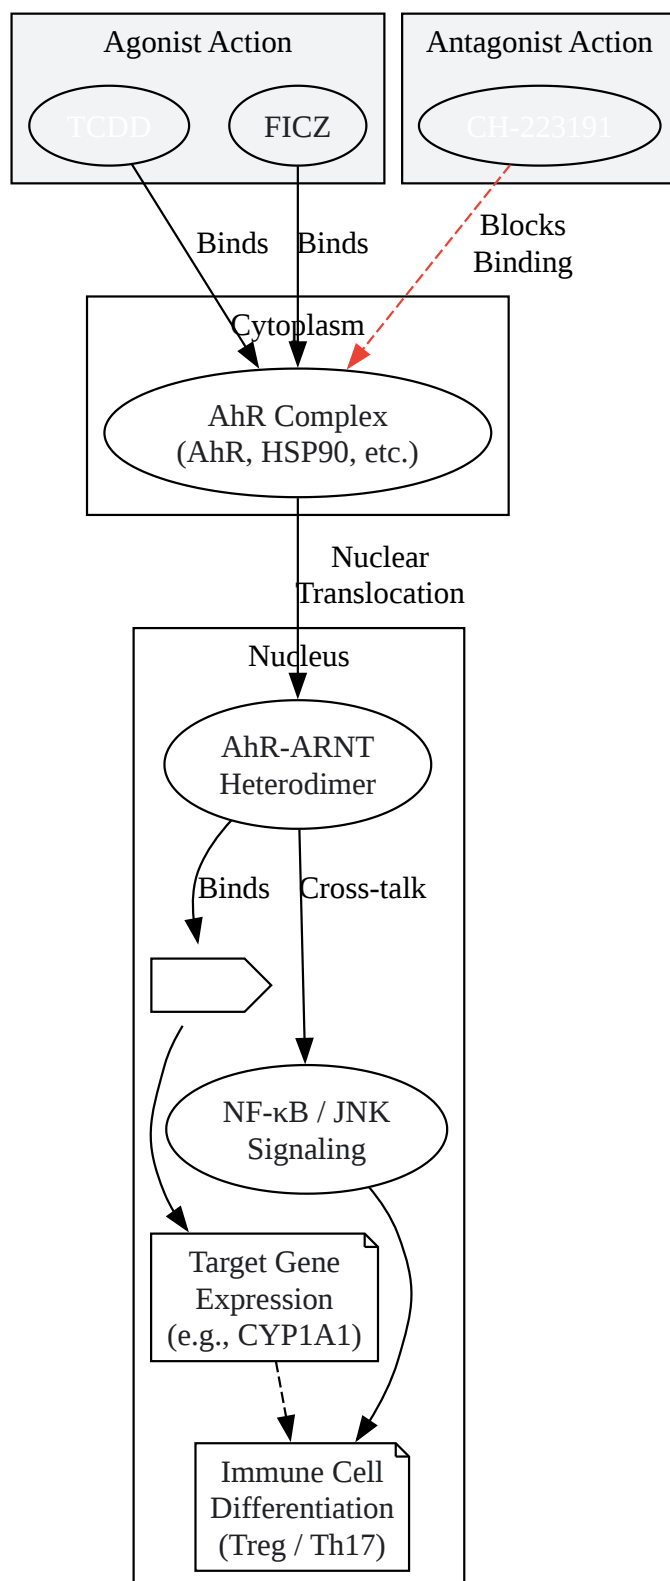 Agonist Action
Antagonist Action
TCDD
FICZ
CH-223191
Binds
Binds
Blocks
Binding
Cytoplasm
AhR Complex
(AhR, HSP90, etc.)
Nuclear
Translocation
Nucleus
AhR-ARNT
Heterodimer
Binds
Cross-talk
NF-κB / JNK
Signaling
Target Gene
Expression
(e.g., CYP1A1)
Immune Cell
Differentiation
(Treg / Th17)